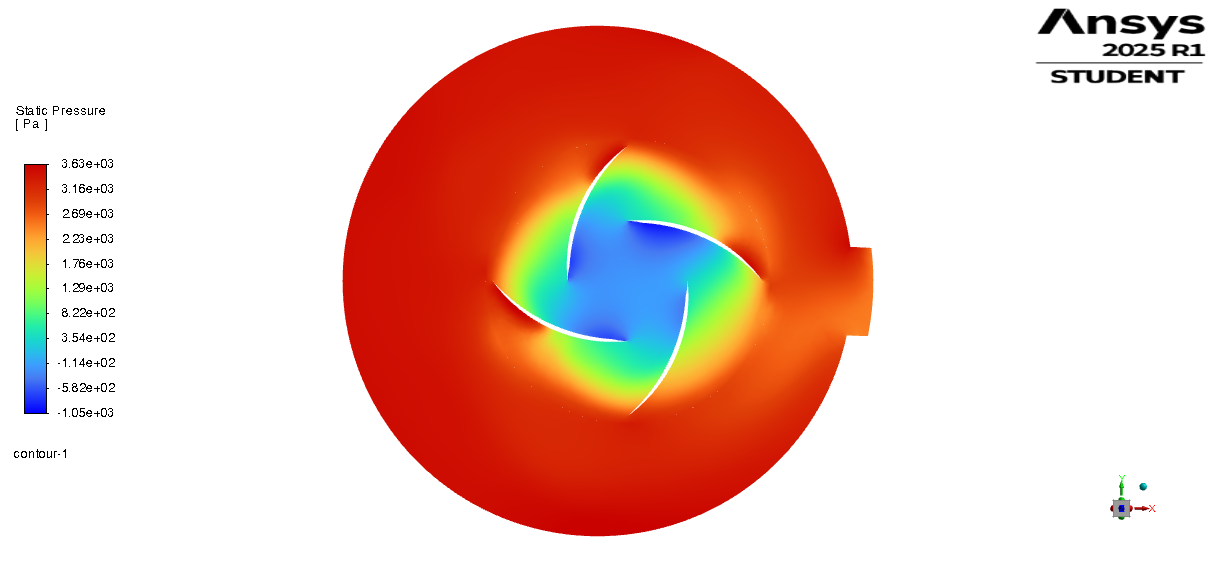 Ansys
2025 R1
STUDENT
Static Pressure
[ Pa ]
3.63e+03
3.16e+03
2.69e+03
2.23e+03
1.76e+03
1.29e+03
8.22e+02
3.54e+02
-1.14e+02
-5.82e+02
-1.05e+03
contour-1
Y
X